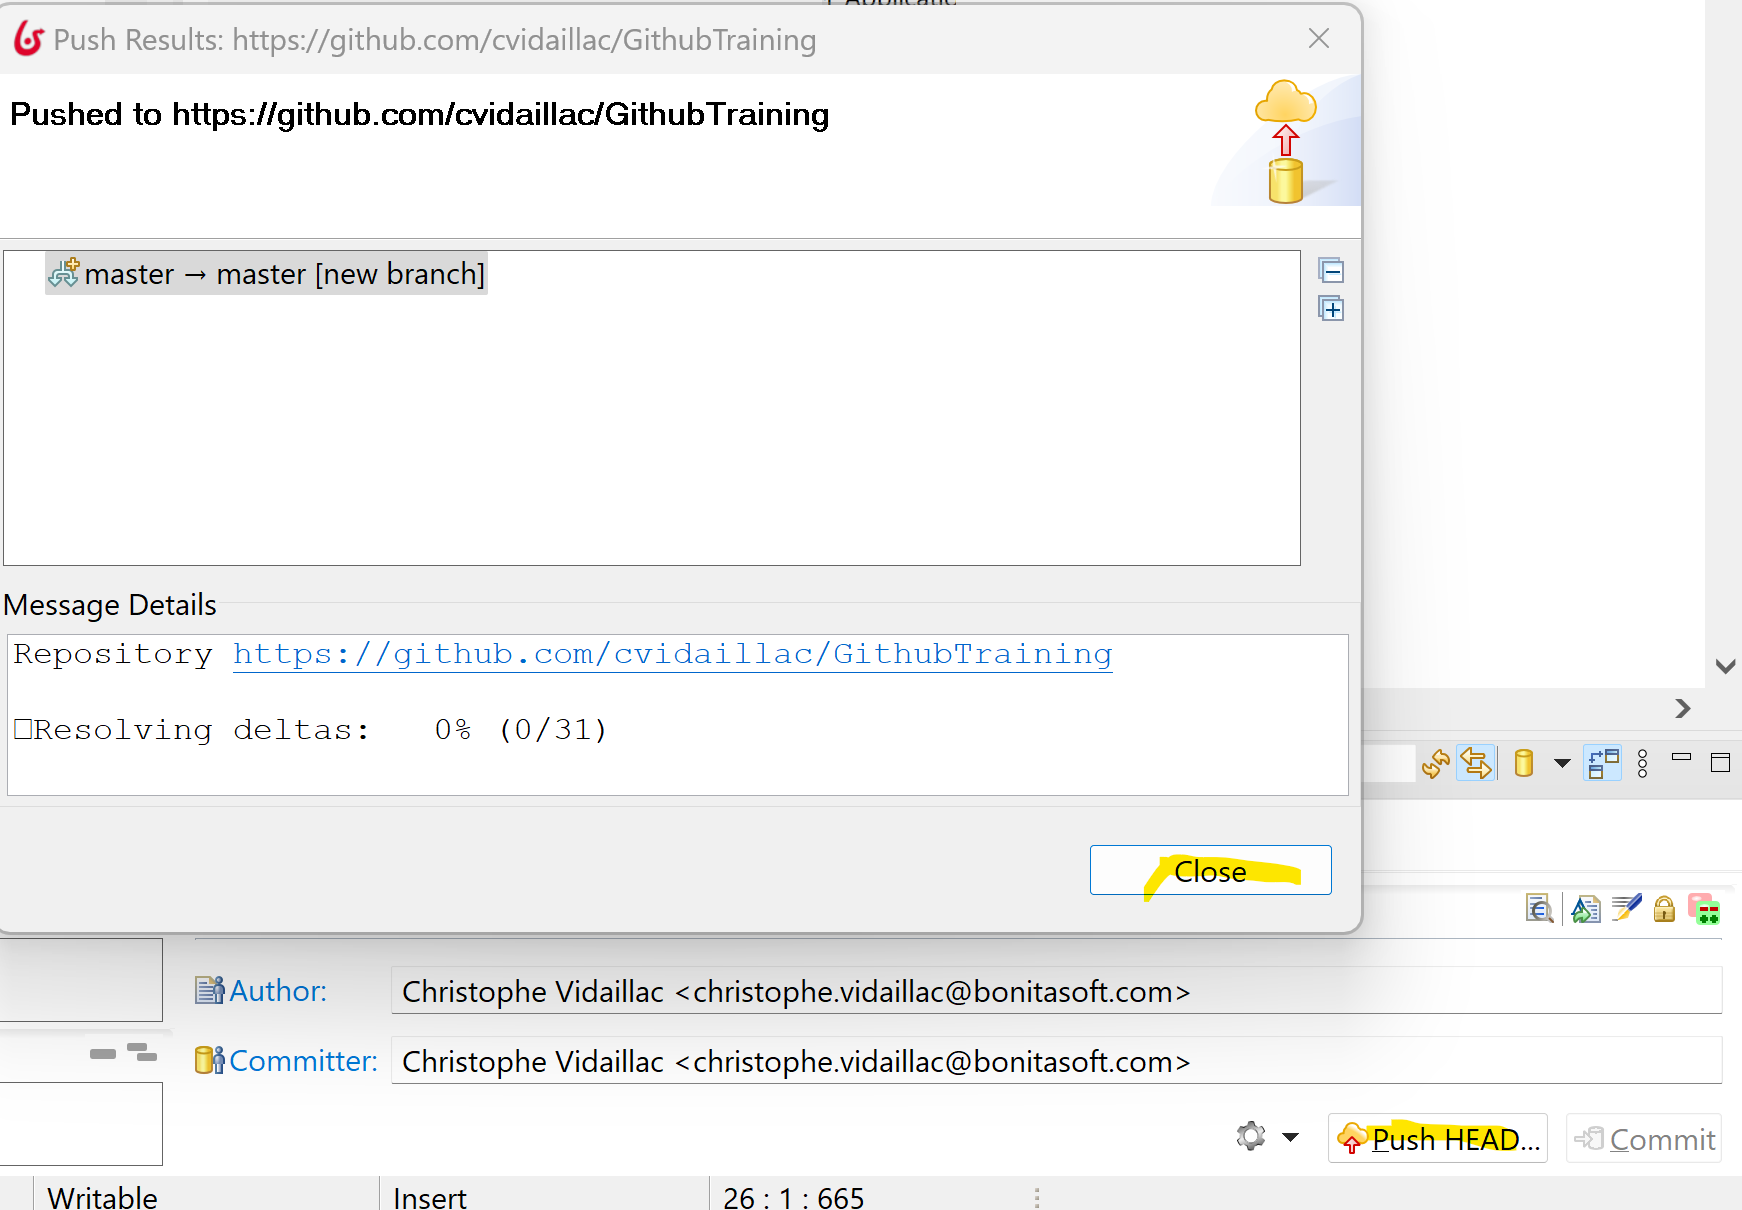 Applicatio
Push Results: https://github.com/cvidaillac/GithubTraining
Pushed to https://github.com/cvidaillac/GithubTraining
master → master [new branch]
Message Details
Repository https://github.com/cvidaillac/GithubTraining
Resolving deltas: 0% (0/31)
Close
Author: Christophe Vidaillac <christophe.vidaillac@bonitasoft.com>
Committer: Christophe Vidaillac <christophe.vidaillac@bonitasoft.com>
Push HEAD... Commit
Writable Insert 26 : 1 : 665